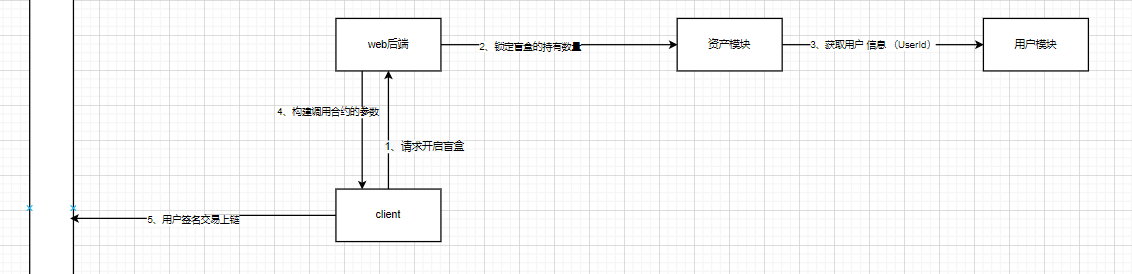 web后端
2、锁定盲盒的持有数量
资产模块
3、获取用户 信息 （UserId）
用户模块
4、构建调用合约的参数
1、请求开启盲盒
client
5、用户签名交易上链